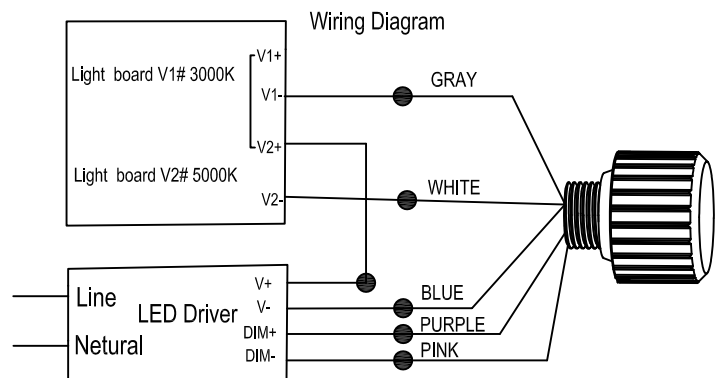 Wiring Diagram
V1+
Light board V1# 3000K
V1-
GRAY
V2+
Light board V2# 5000K
V2-
WHITE
Line
LED Driver
Netural
V+
V-
DIM+
DIM-
BLUE
PURPLE
PINK